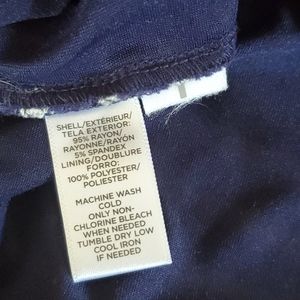 SHELL/EXTÉRIEUR/
TELA EXTERIOR:
95% RAYON/
RAYONNE/RAYÓN
5% SPANDEX
LINING/DOUBLURE
FORRO:
100% POLYESTER/
POLIESTER
MACHINE WASH
COLD
ONLY NON-
CHLORINE BLEACH
WHEN NEEDED
TUMBLE DRY LOW
COOL IRON
IF NEEDED